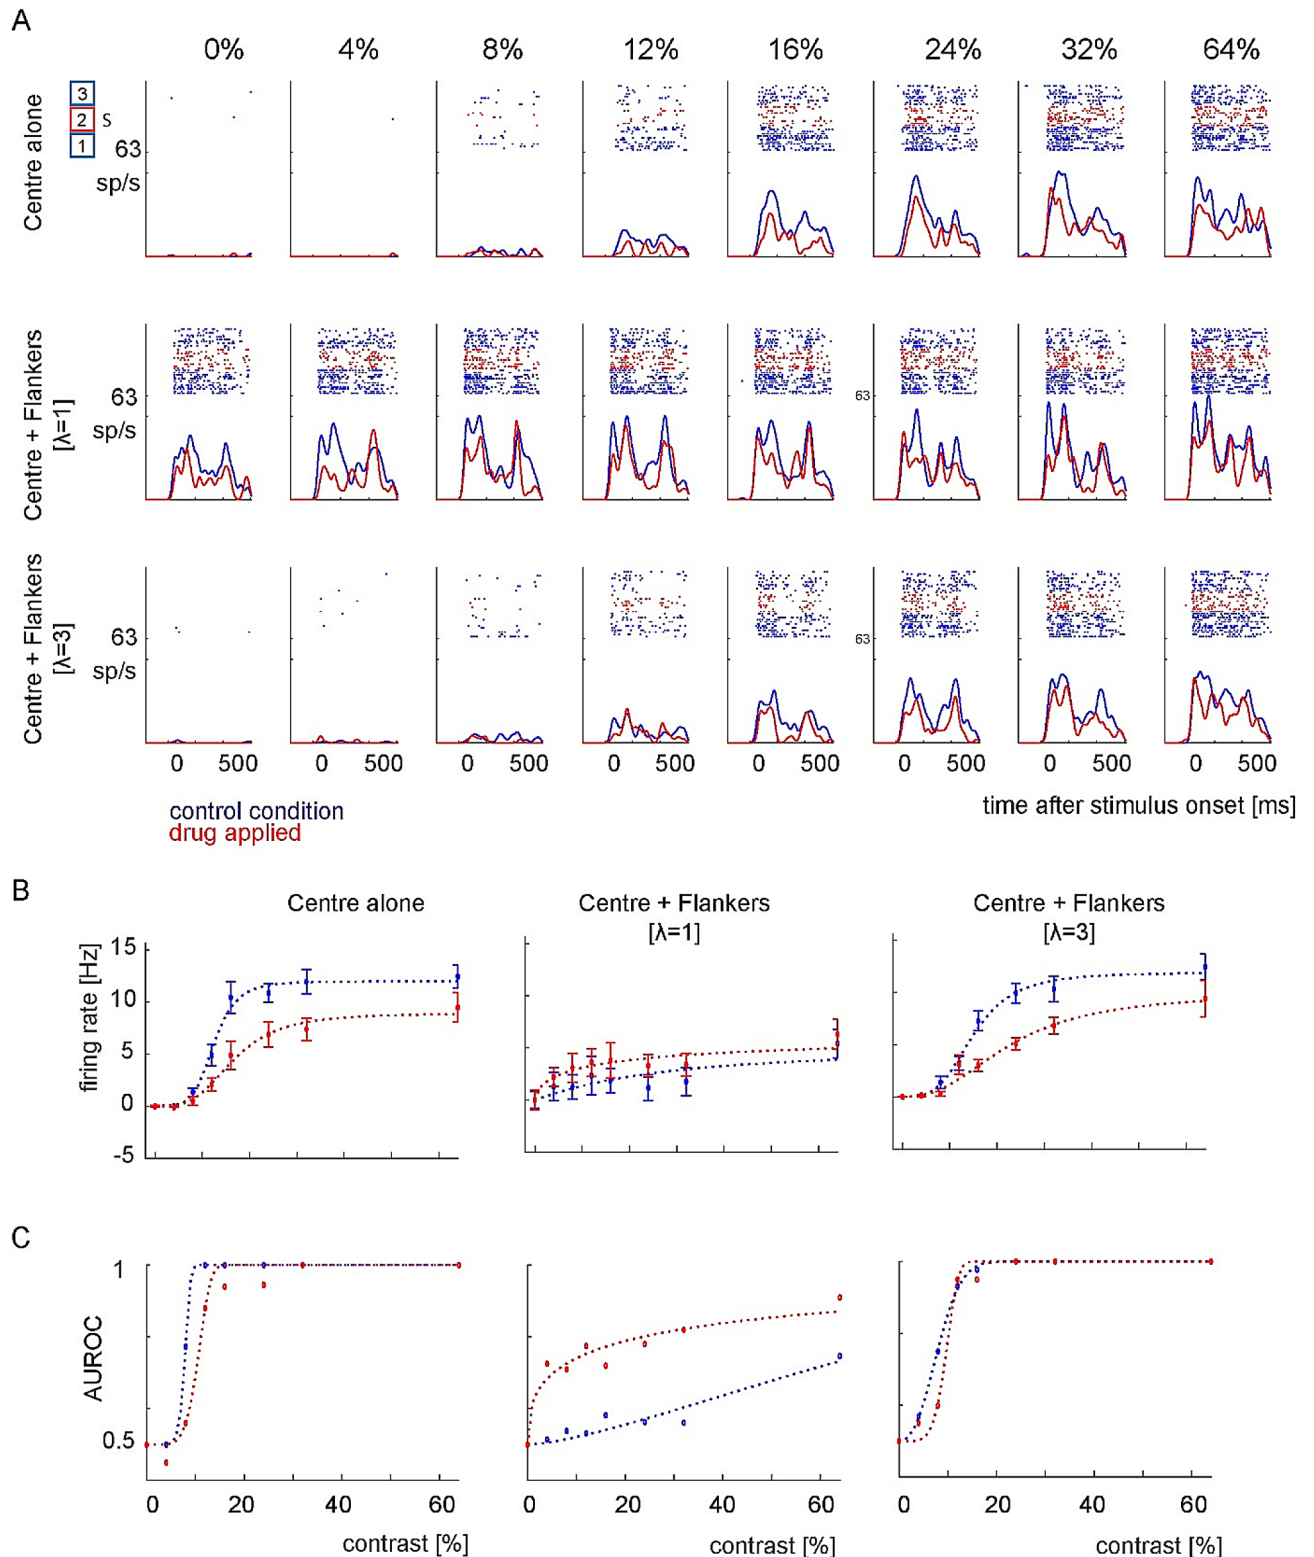 A
0% 4% 8% 12% 16% 24% 32% 64%
Centre alone
3
2 S
1
63
sp/s
Centre + Flankers
[λ=1]
63
sp/s
63
Centre + Flankers
[λ=3]
63
sp/s
63
0 500 0 500 0 500 0 500 0 500 0 500 0 500 0 500
control condition
drug applied
time after stimulus onset [ms]
B
Centre alone
Centre + Flankers
[λ=1]
Centre + Flankers
[λ=3]
firing rate [Hz]
15
10
5
0
-5
C
AUROC
1
0.5
0 20 40 60 0 20 40 60 0 20 40 60
contrast [%] contrast [%] contrast [%]